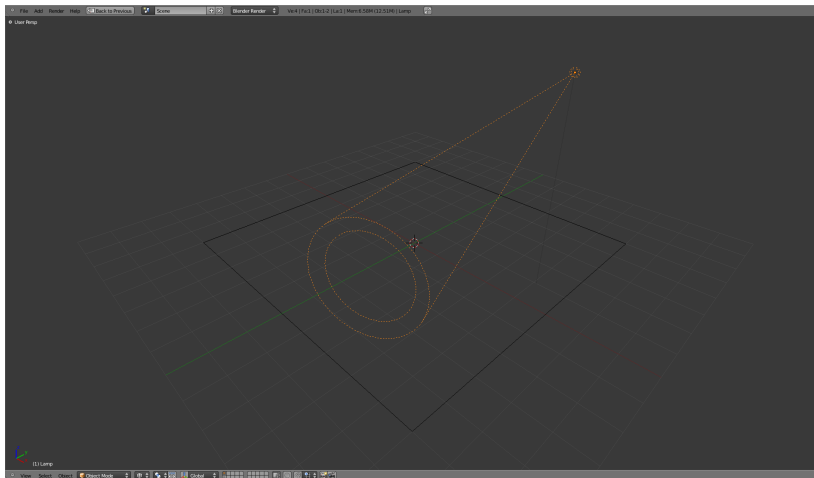 File Add Render Help Back to Previous Scene Blender Render Ve:4 | Fa:1 | Ob:1-2 | La:1 | Mem:6.50M (12.51M) | Lamp
User Persp
(1) Lamp
View Select Object Object Mode Global